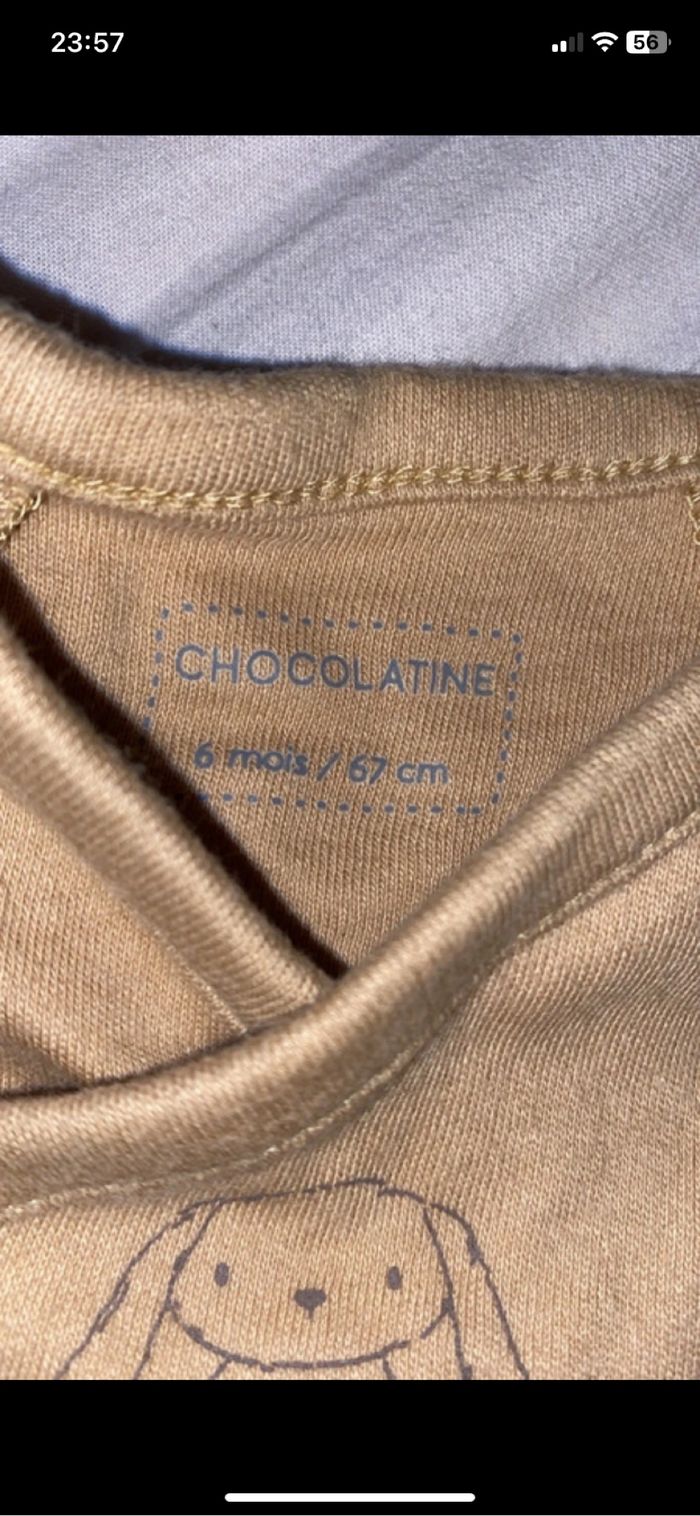 23:57
56
CHOCOLATINE
6 mois / 67 cm